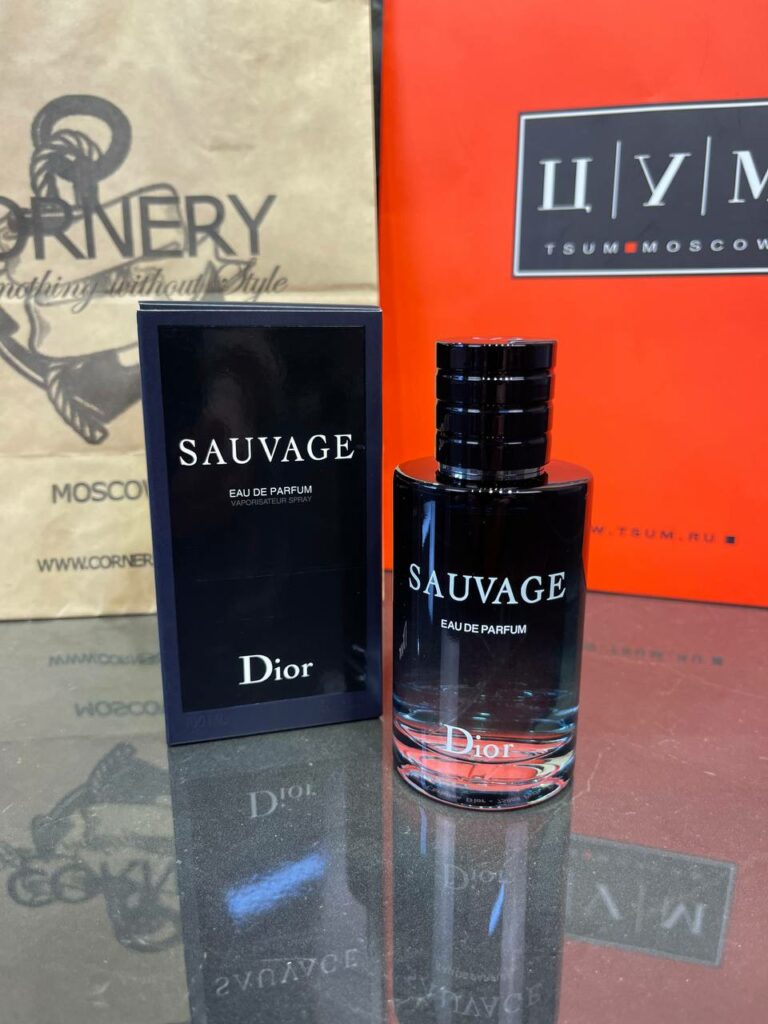 ORNERY
nothing without Style
MOSCOW
WWW.CORNER
Ц|У|М
TSUM MOSCOW
W.TSUM.RU
SAUVAGE
EAU DE PARFUM
VAPORISATEUR SPRAY
Dior
SAUVAGE
EAU DE PARFUM
Dior